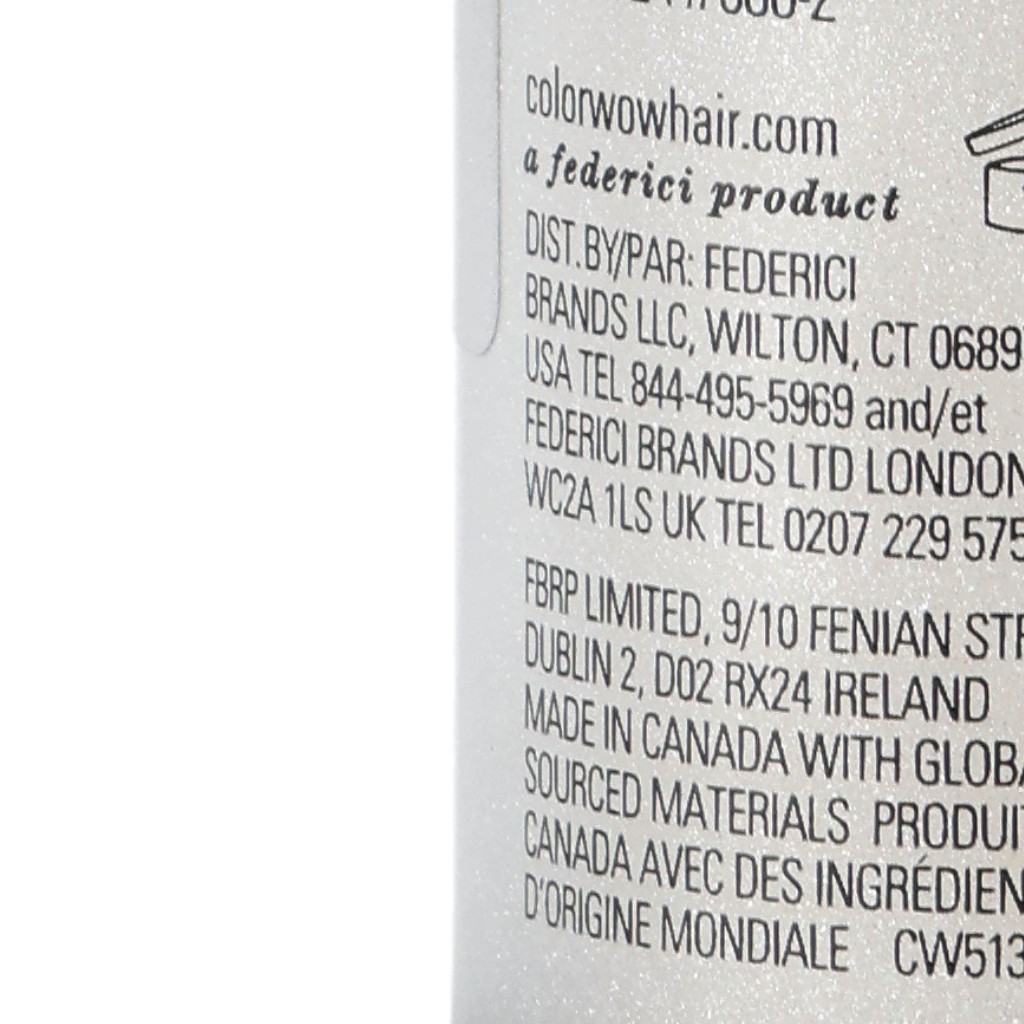 colorwowhair.com
a federici product
DIST.BY/PAR: FEDERICI
BRANDS LLC, WILTON, CT 0689
USA TEL 844-495-5969 and/et
FEDERICI BRANDS LTD LONDON
WC2A 1LS UK TEL 0207 229 575
FBRP LIMITED, 9/10 FENIAN STR
DUBLIN 2, D02 RX24 IRELAND
MADE IN CANADA WITH GLOBA
SOURCED MATERIALS PRODUIT
CANADA AVEC DES INGRÉDIEN
D'ORIGINE MONDIALE CW513